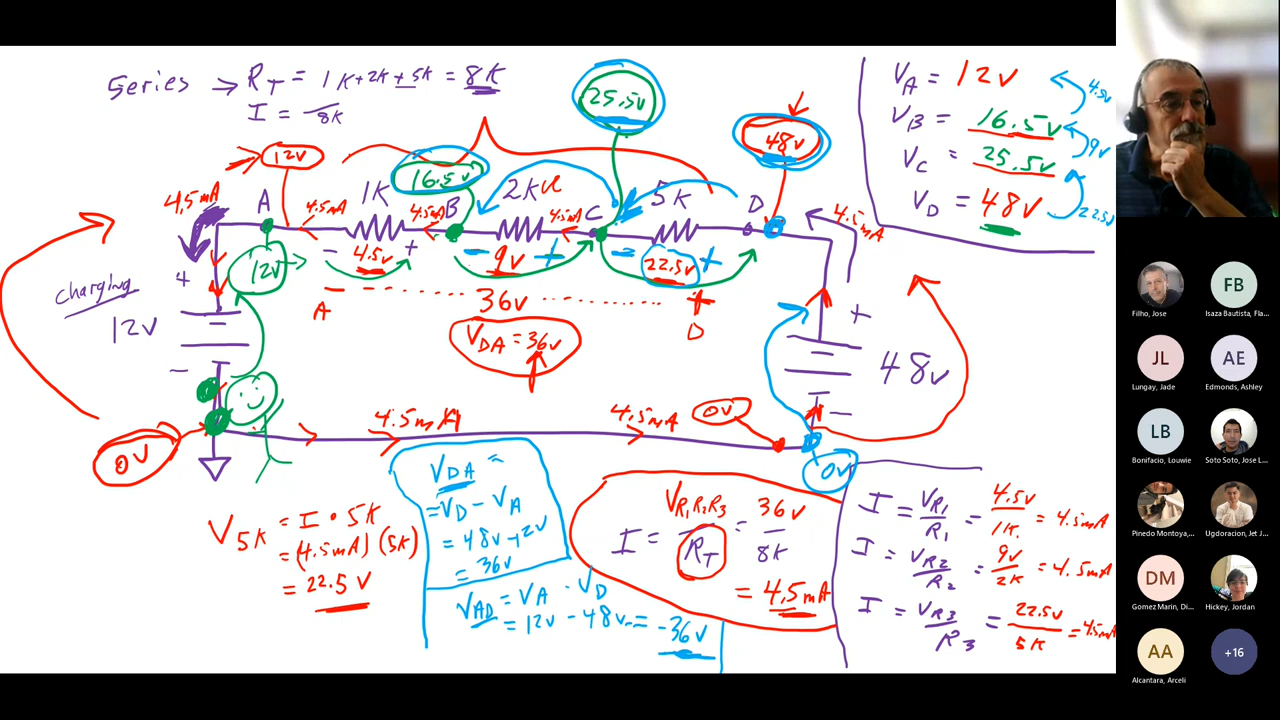 Series → RT = 1K+2K+5K = 8K
I = 8K
25.5V
48V
12V
16.5V
VA = 12V
4.5V
VB = 16.5V
9V
VC = 25.5V
VD = 48V
22.5V
4.5mA
A
1K
B
2K
C
5K
D
4.5mA
4.5mA
4.5mA
4.5mA
12V
- 4.5V +
- 9V +
- 22.5V +
charging
12V
+
-
A
-
36V
+
D
VDA = 36V
+
48V
-
4.5mA
4.5mA
0V
0V
0V
V5K = I · 5K
= (4.5mA)(5K)
= 22.5 V
VDA =
= VD - VA
= 48V - 12V
= 36V
VAD = VA - VD
= 12V - 48V = -36V
I = VR1R2R3 / RT = 36V / 8K
= 4.5mA
I = VR1 / R1 = 4.5V / 1K = 4.5mA
I = VR2 / R2 = 9V / 2K = 4.5mA
I = VR3 / R3 = 22.5V / 5K = 4.5mA
Filho, Jose
FB
Isaza Bautista, Fla...
JL
Lungay, Jade
AE
Edmonds, Ashley
LB
Bonifacio, Louwie
Soto Soto, Jose L...
Pinedo Montoya,...
Ugdoracion, Jet J...
DM
Gomez Marin, Di...
Hickey, Jordan
AA
Alcantara, Arceli
+16